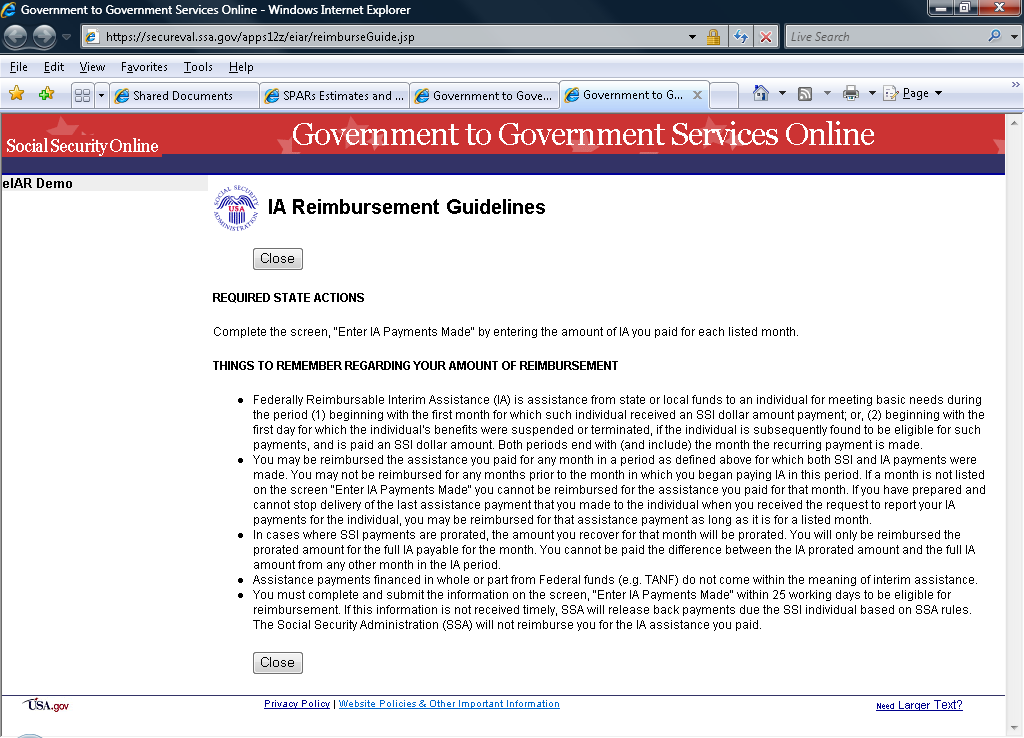 Government to Government Services Online - Windows Internet Explorer
https://secureval.ssa.gov/apps12z/eiar/reimburseGuide.jsp
Live Search
File Edit View Favorites Tools Help
Shared Documents
SPARs Estimates and ...
Government to Gove...
Government to G...
Page
Social Security Online
Government to Government Services Online
eIAR Demo
SOCIAL SECURITY ADMINISTRATION
USA
IA Reimbursement Guidelines
Close
REQUIRED STATE ACTIONS
Complete the screen, "Enter IA Payments Made" by entering the amount of IA you paid for each listed month.
THINGS TO REMEMBER REGARDING YOUR AMOUNT OF REIMBURSEMENT
• Federally Reimbursable Interim Assistance (IA) is assistance from state or local funds to an individual for meeting basic needs during
the period (1) beginning with the first month for which such individual received an SSI dollar amount payment; or, (2) beginning with the
first day for which the individual's benefits were suspended or terminated, if the individual is subsequently found to be eligible for such
payments, and is paid an SSI dollar amount. Both periods end with (and include) the month the recurring payment is made.
• You may be reimbursed the assistance you paid for any month in a period as defined above for which both SSI and IA payments were
made. You may not be reimbursed for any months prior to the month in which you began paying IA in this period. If a month is not listed
on the screen "Enter IA Payments Made" you cannot be reimbursed for the assistance you paid for that month. If you have prepared and
cannot stop delivery of the last assistance payment that you made to the individual when you received the request to report your IA
payments for the individual, you may be reimbursed for that assistance payment as long as it is for a listed month.
• In cases where SSI payments are prorated, the amount you recover for that month will be prorated. You will only be reimbursed the
prorated amount for the full IA payable for the month. You cannot be paid the difference between the IA prorated amount and the full IA
amount from any other month in the IA period.
• Assistance payments financed in whole or part from Federal funds (e.g. TANF) do not come within the meaning of interim assistance.
• You must complete and submit the information on the screen, "Enter IA Payments Made" within 25 working days to be eligible for
reimbursement. If this information is not received timely, SSA will release back payments due the SSI individual based on SSA rules.
The Social Security Administration (SSA) will not reimburse you for the IA assistance you paid.
Close
USA.gov
Privacy Policy | Website Policies & Other Important Information
Need Larger Text?